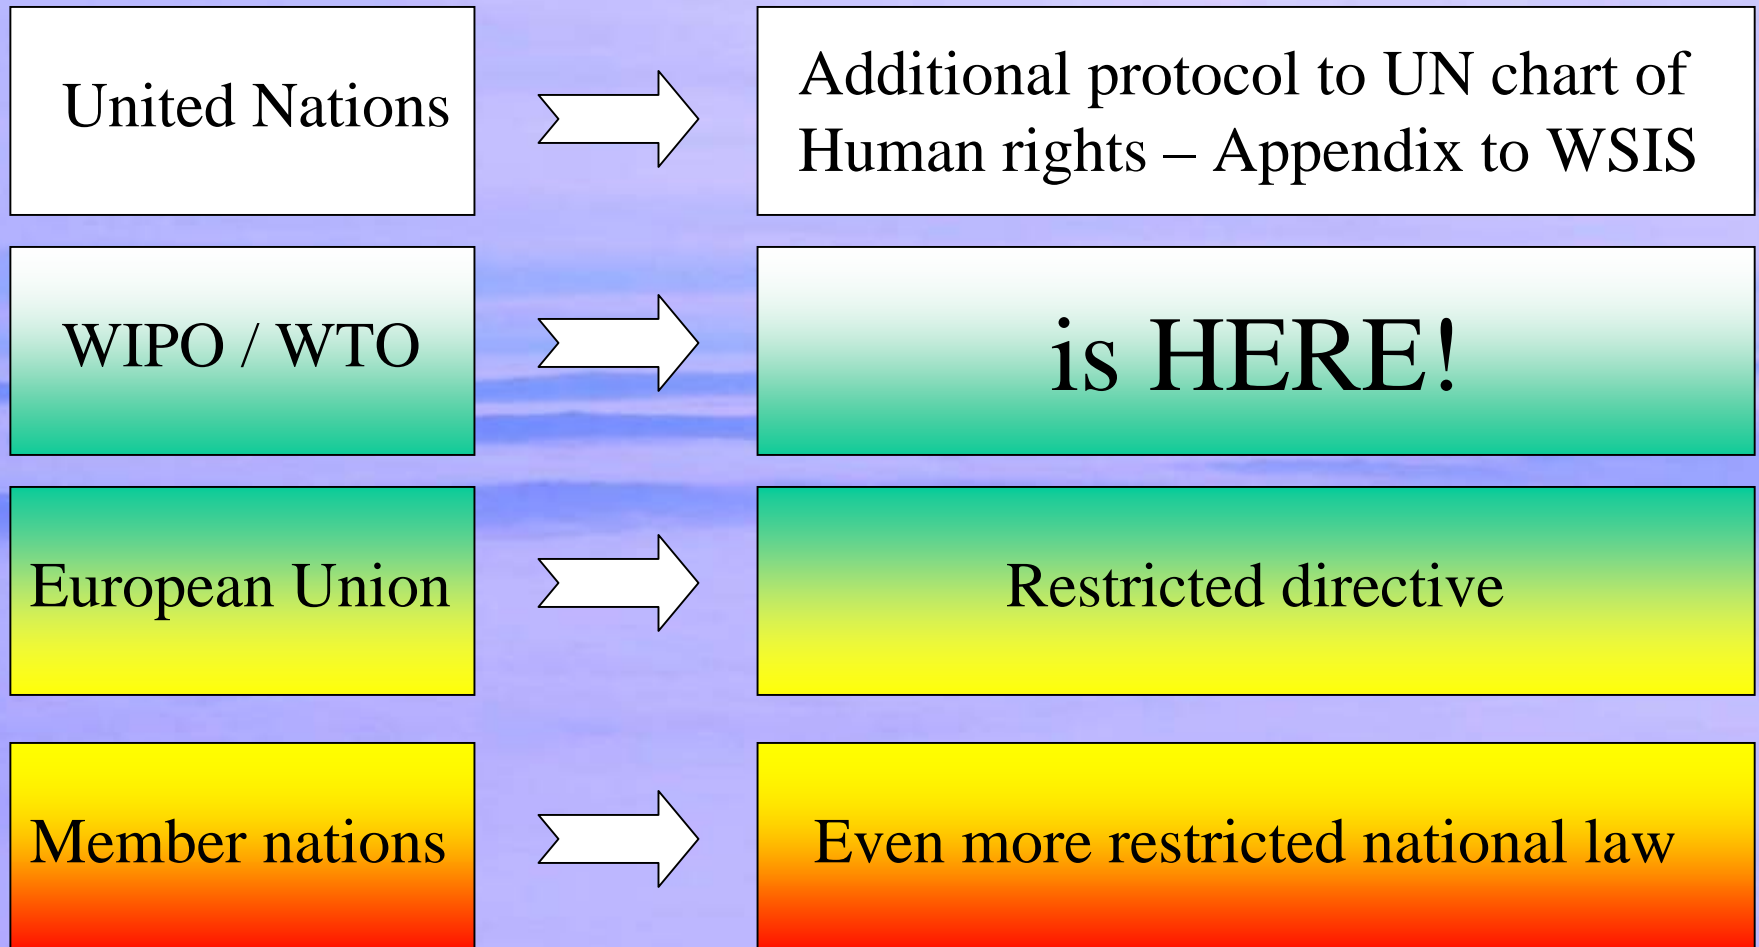 United Nations
Additional protocol to UN chart of
Human rights – Appendix to WSIS
WIPO / WTO
is HERE!
European Union
Restricted directive
Member nations
Even more restricted national law